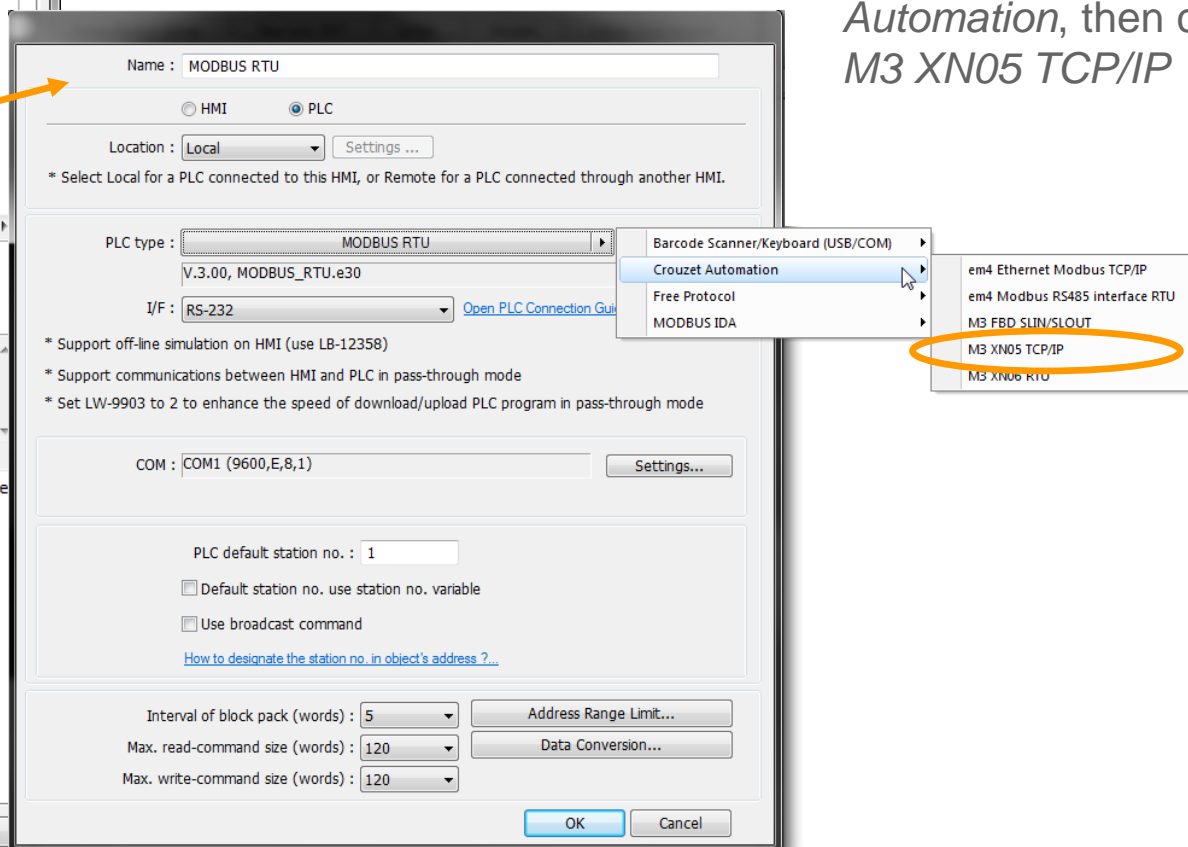 Automation, then
M3 XN05 TCP/IP
Name : MODBUS RTU
HMI PLC
Location : Local Settings ...
* Select Local for a PLC connected to this HMI, or Remote for a PLC connected through another HMI.
PLC type : MODBUS RTU
V.3.00, MODBUS_RTU.e30
I/F : RS-232 Open PLC Connection Gui
* Support off-line simulation on HMI (use LB-12358)
* Support communications between HMI and PLC in pass-through mode
* Set LW-9903 to 2 to enhance the speed of download/upload PLC program in pass-through mode
Barcode Scanner/Keyboard (USB/COM)
Crouzet Automation
Free Protocol
MODBUS IDA
em4 Ethernet Modbus TCP/IP
em4 Modbus RS485 interface RTU
M3 FBD SLIN/SLOUT
M3 XN05 TCP/IP
M3 XN06 RTU
COM : COM1 (9600,E,8,1) Settings...
PLC default station no. : 1
Default station no. use station no. variable
Use broadcast command
How to designate the station no. in object's address ?...
Interval of block pack (words) : 5 Address Range Limit...
Max. read-command size (words) : 120 Data Conversion...
Max. write-command size (words) : 120
OK Cancel